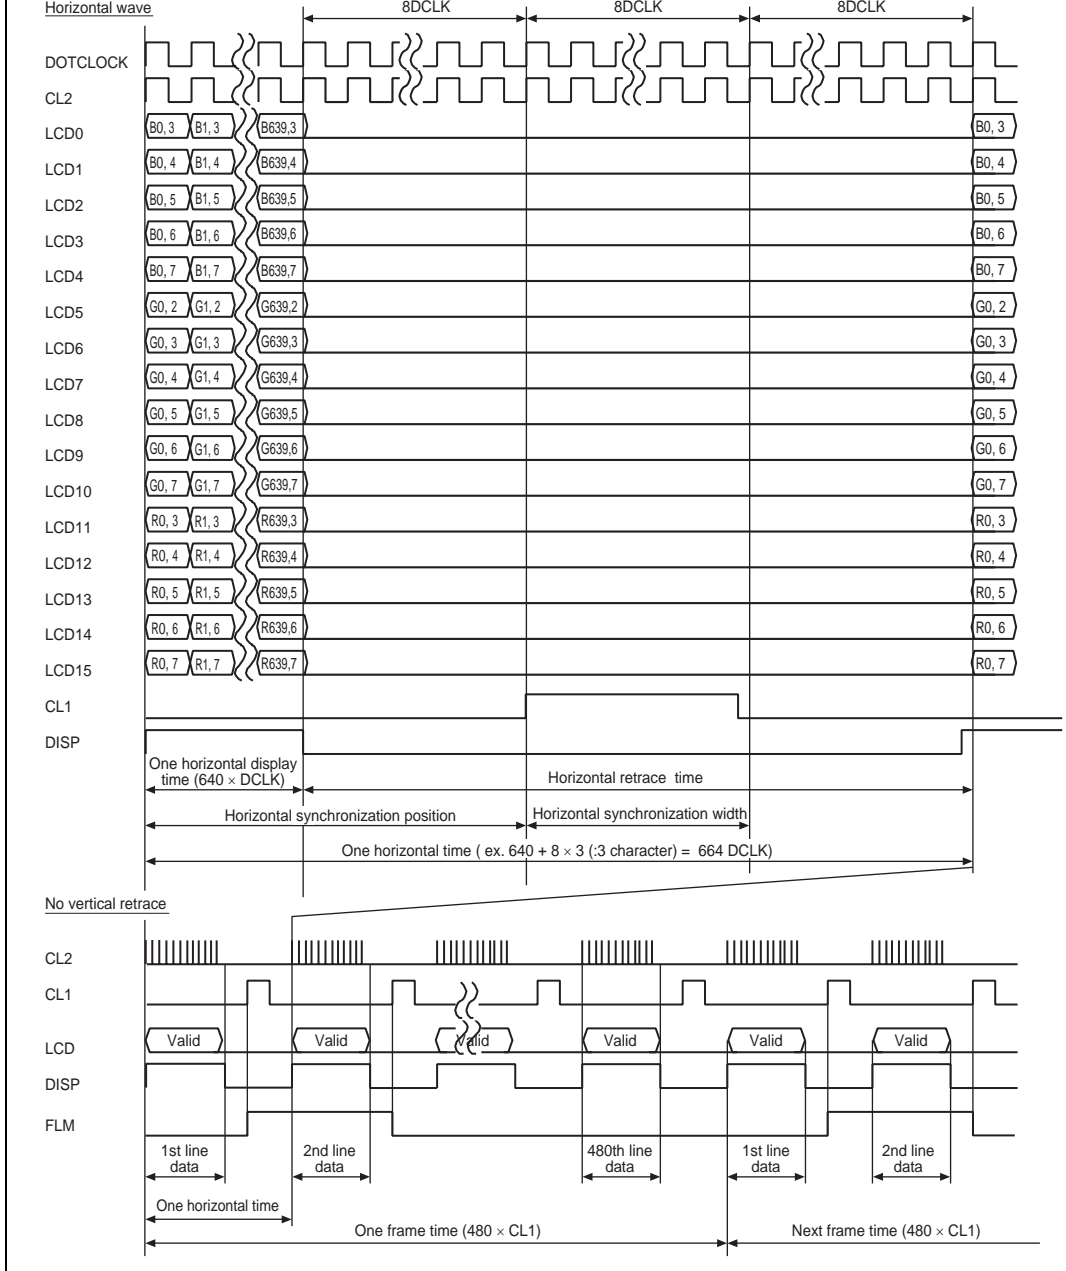 Horizontal wave
8DCLK 8DCLK 8DCLK
DOTCLOCK
CL2
LCD0 B0, 3 B1, 3 B639,3 B0, 3
LCD1 B0, 4 B1, 4 B639,4 B0, 4
LCD2 B0, 5 B1, 5 B639,5 B0, 5
LCD3 B0, 6 B1, 6 B639,6 B0, 6
LCD4 B0, 7 B1, 7 B639,7 B0, 7
LCD5 G0, 2 G1, 2 G639,2 G0, 2
LCD6 G0, 3 G1, 3 G639,3 G0, 3
LCD7 G0, 4 G1, 4 G639,4 G0, 4
LCD8 G0, 5 G1, 5 G639,5 G0, 5
LCD9 G0, 6 G1, 6 G639,6 G0, 6
LCD10 G0, 7 G1, 7 G639,7 G0, 7
LCD11 R0, 3 R1, 3 R639,3 R0, 3
LCD12 R0, 4 R1, 4 R639,4 R0, 4
LCD13 R0, 5 R1, 5 R639,5 R0, 5
LCD14 R0, 6 R1, 6 R639,6 R0, 6
LCD15 R0, 7 R1, 7 R639,7 R0, 7
CL1
DISP
One horizontal display
time (640 × DCLK)
Horizontal retrace time
Horizontal synchronization position
Horizontal synchronization width
One horizontal time ( ex. 640 + 8 × 3 (:3 character) = 664 DCLK)
No vertical retrace
CL2
CL1
LCD Valid Valid Valid Valid Valid Valid
DISP
FLM
1st line
data
2nd line
data
480th line
data
1st line
data
2nd line
data
One horizontal time
One frame time (480 × CL1)
Next frame time (480 × CL1)